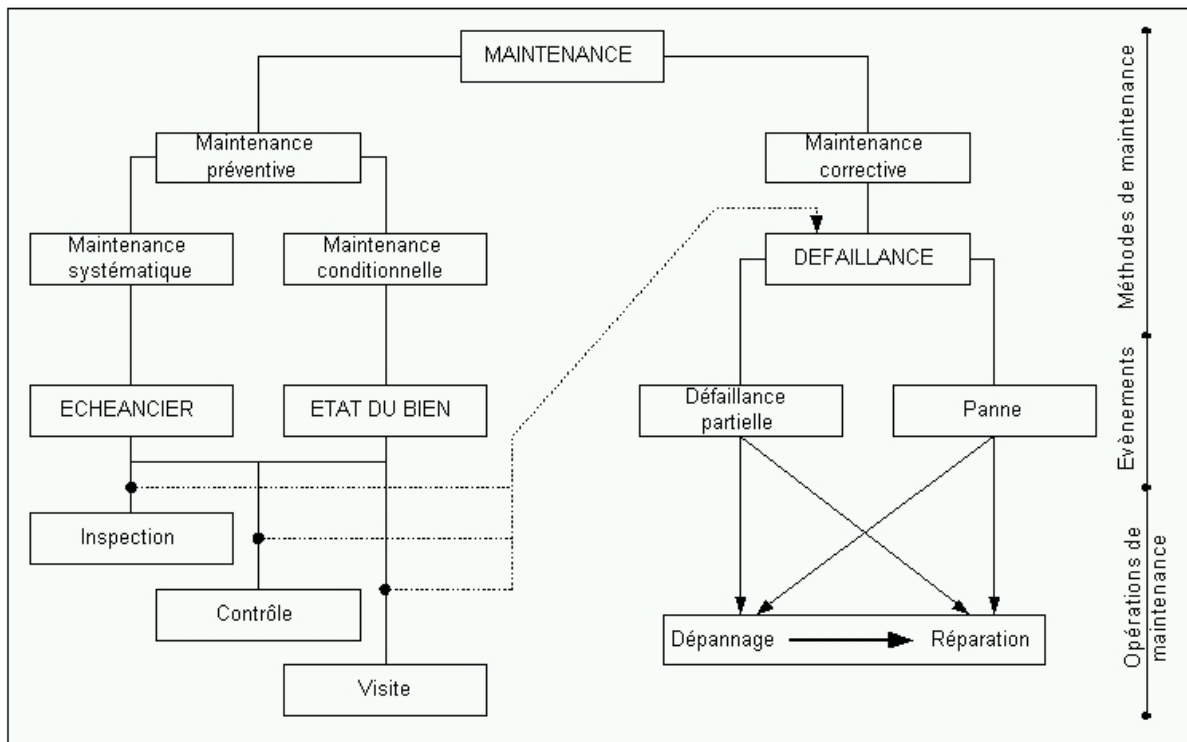 MAINTENANCE
Maintenance
préventive
Maintenance
corrective
Maintenance
systématique
Maintenance
conditionnelle
DEFAILLANCE
ECHEANCIER
ETAT DU BIEN
Défaillance
partielle
Panne
Inspection
Contrôle
Visite
Dépannage
Réparation
Méthodes de maintenance
Evènements
Opérations de
maintenance